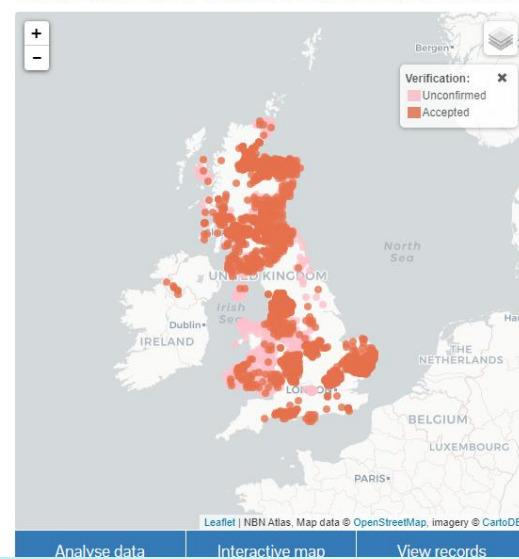 +
−
Bergen
Verification: ✖
Unconfirmed
Accepted
North
Sea
UNITED KINGDOM
Irish
Sea
Dublin
IRELAND
THE
NETHERLANDS
LONDON
BELGIUM
LUXEMBOURG
PARIS
Leaflet | NBN Atlas, Map data © OpenStreetMap, imagery © CartoDB
Analyse data
Interactive map
View records